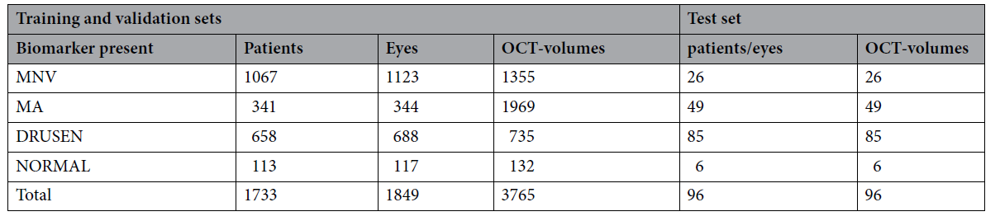 Training and validation sets Test set
Biomarker present Patients Eyes OCT-volumes patients/eyes OCT-volumes
MNV 1067 1123 1355 26 26
MA 341 344 1969 49 49
DRUSEN 658 688 735 85 85
NORMAL 113 117 132 6 6
Total 1733 1849 3765 96 96